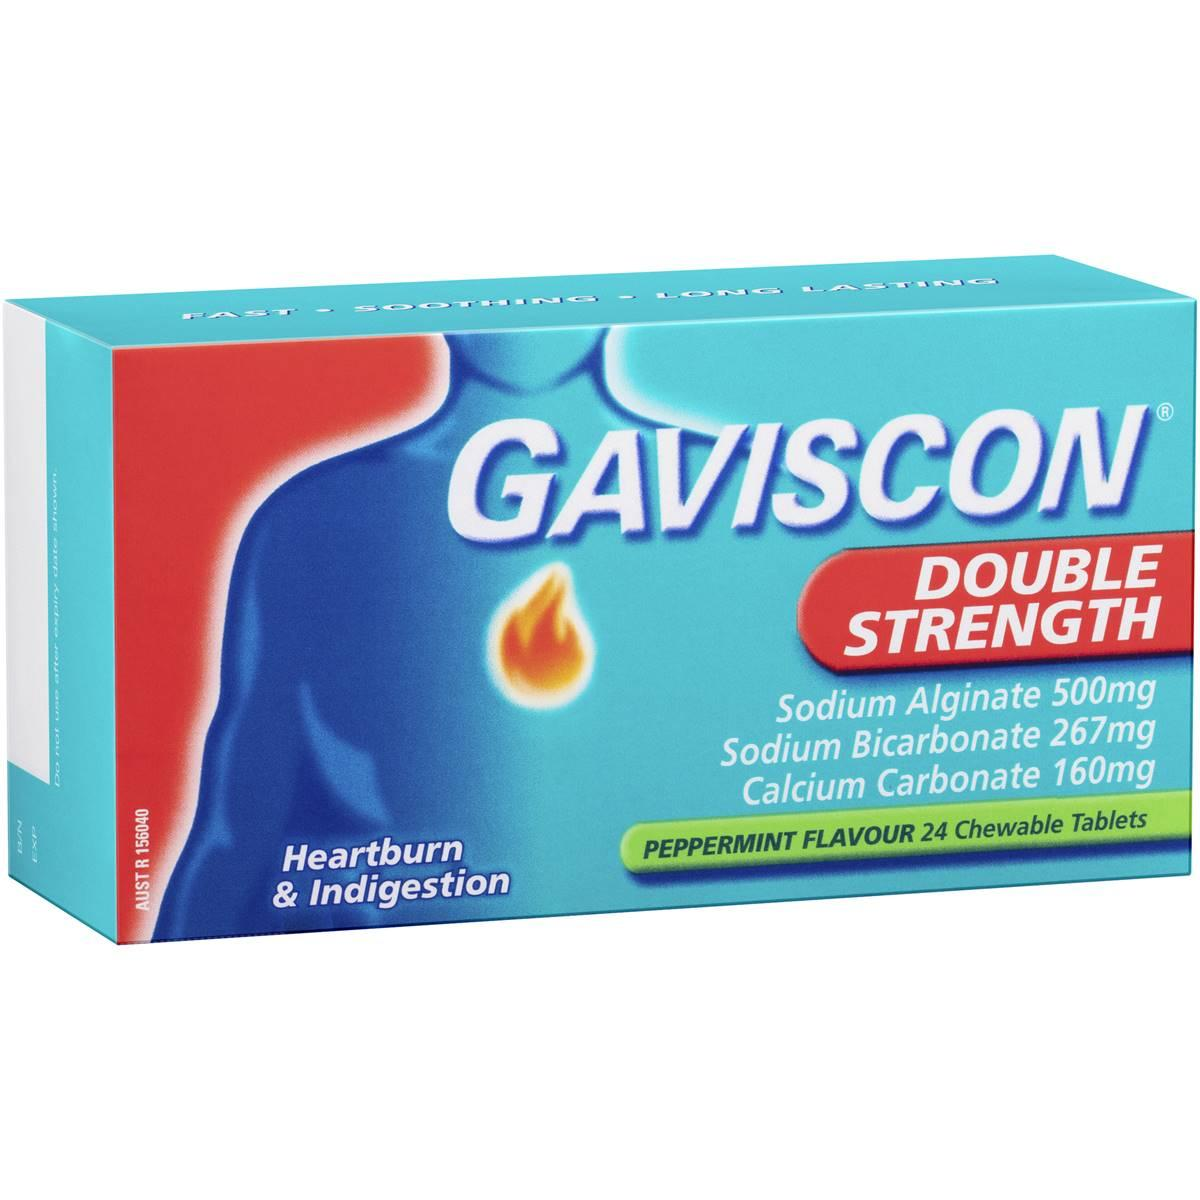 FAST • SOOTHING • LONG LASTING
GAVISCON®
DOUBLE
STRENGTH
Sodium Alginate 500mg
Sodium Bicarbonate 267mg
Calcium Carbonate 160mg
PEPPERMINT FLAVOUR 24 Chewable Tablets
Heartburn
& Indigestion
AUST R 156040
Do not use after expiry date shown.
B/N
EXP